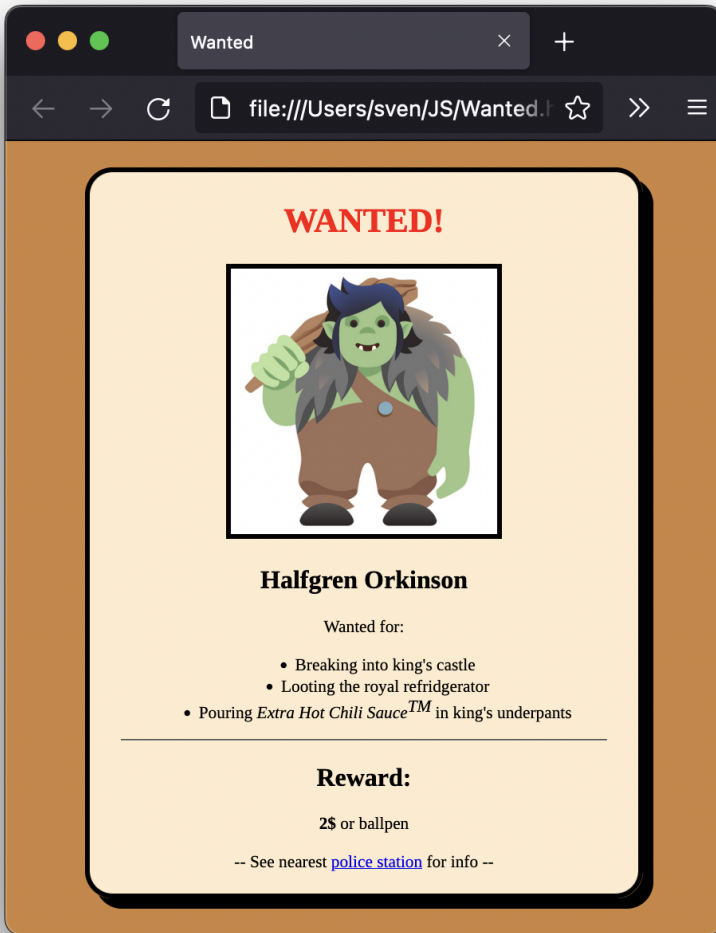 Wanted
file:///Users/sven/JS/Wanted.h
WANTED!
Halfgren Orkinson
Wanted for:
• Breaking into king's castle
• Looting the royal refridgerator
• Pouring Extra Hot Chili Sauce™ in king's underpants
Reward:
2$ or ballpen
-- See nearest police station for info --